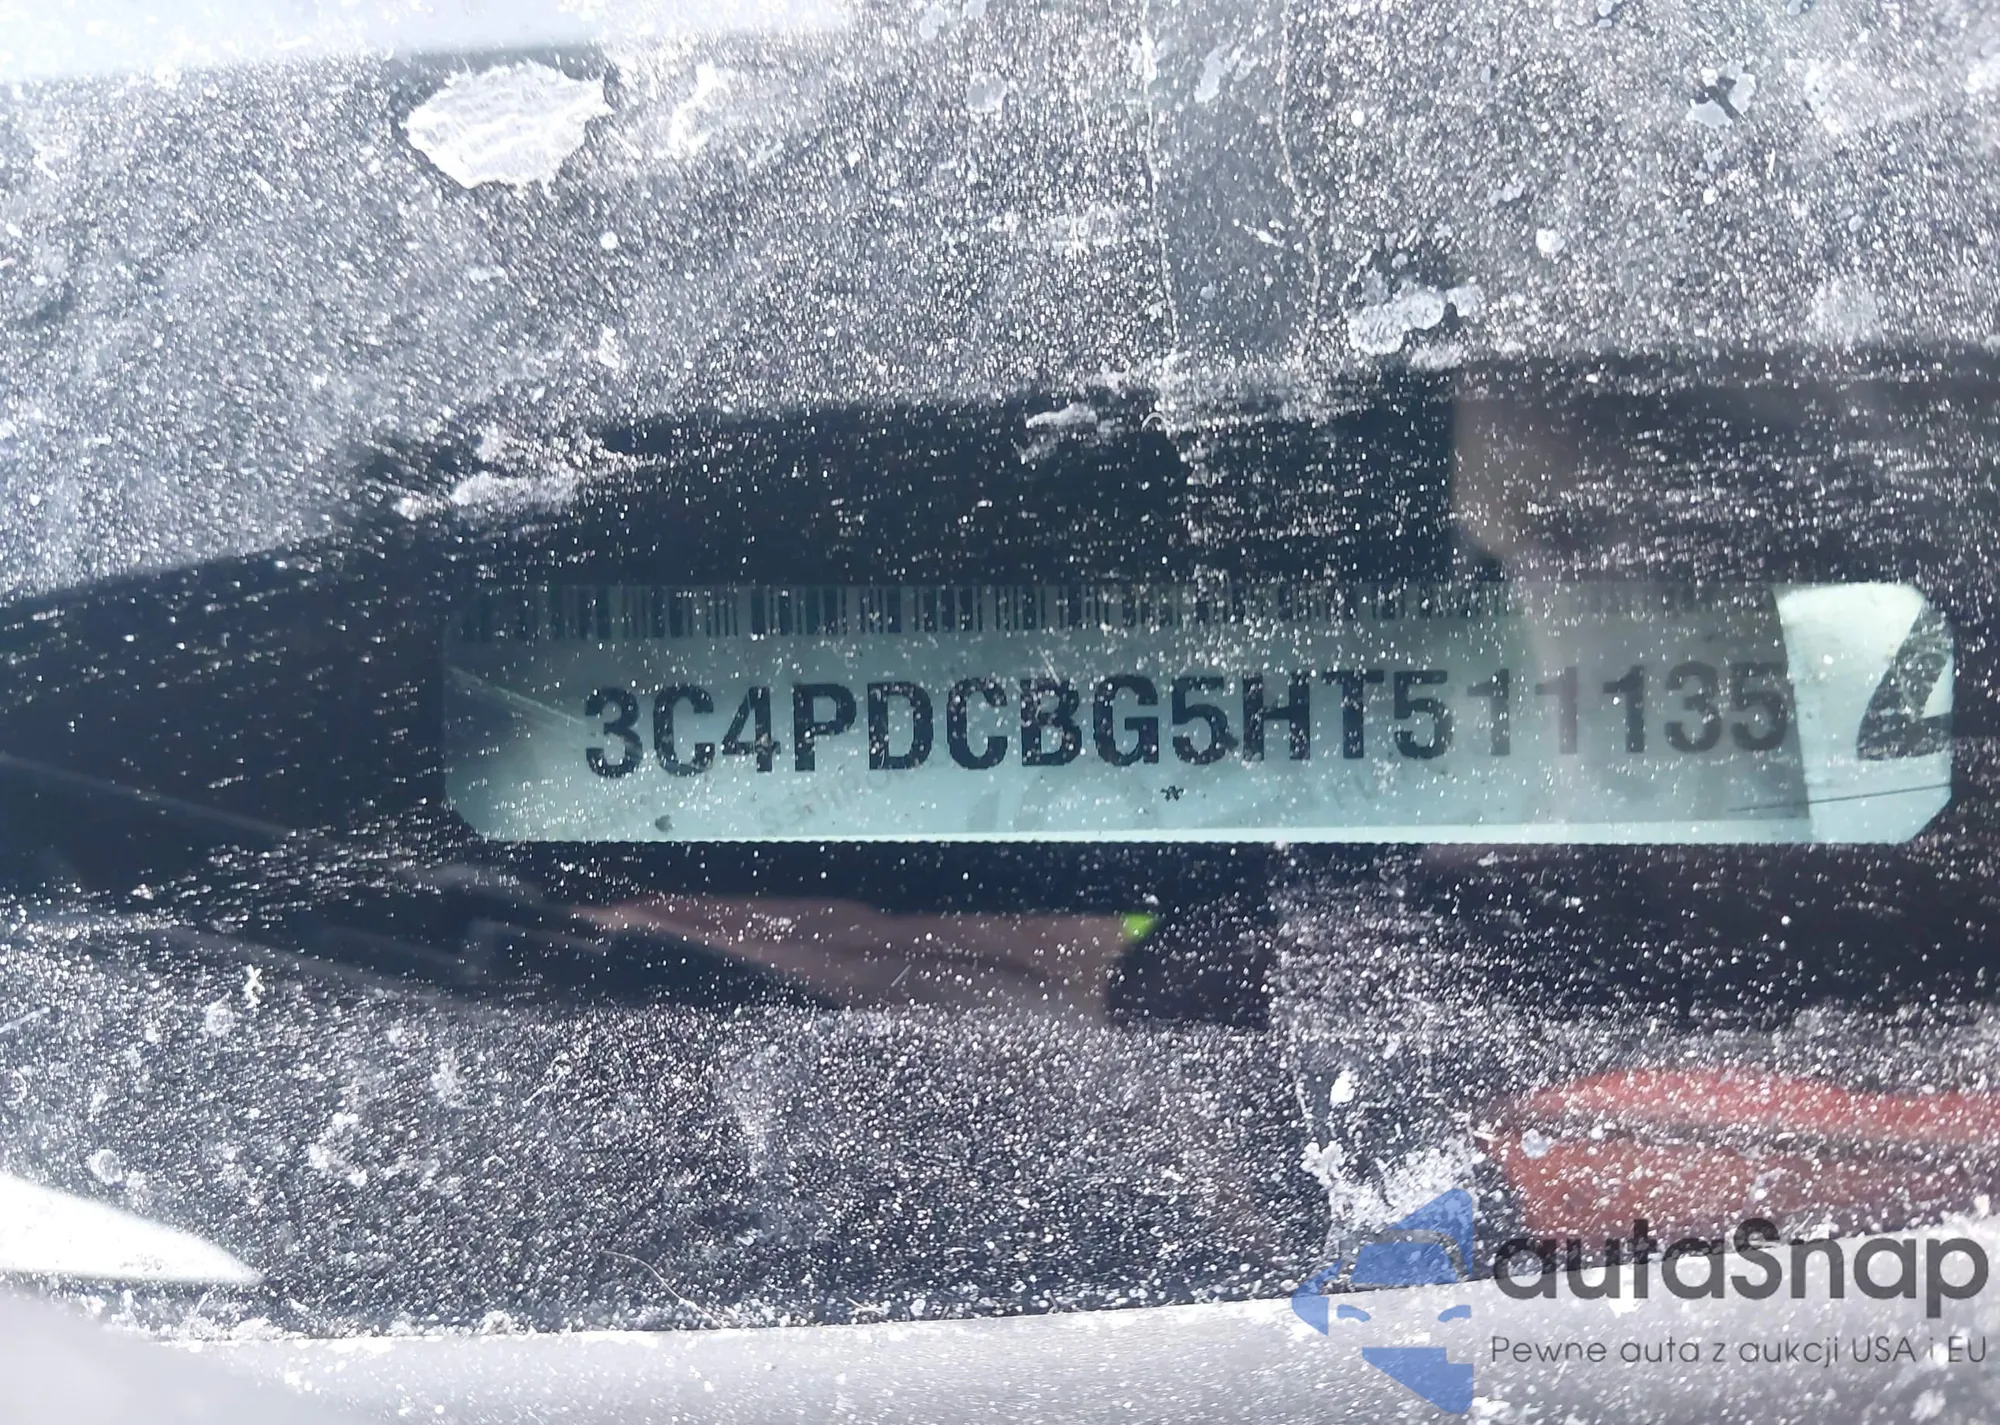 3C4PDCBG5HT511135
autaSnap
Pewne auta z aukcji USA i EU